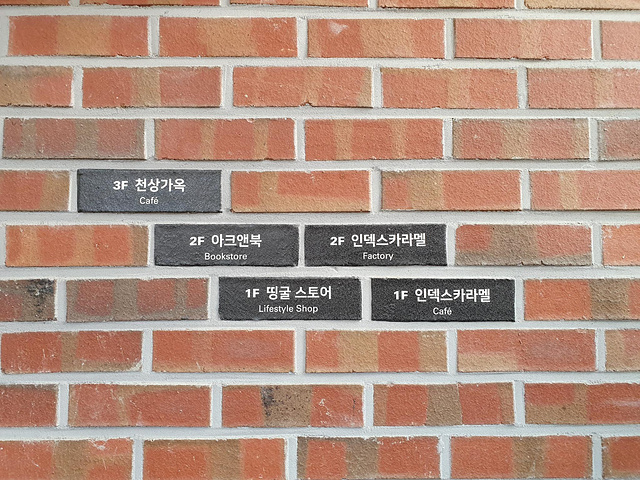 3F 천상가옥
Café
2F 아크앤북
Bookstore
2F 인덱스카라멜
Factory
1F 띵굴 스토어
Lifestyle Shop
1F 인덱스카라멜
Café